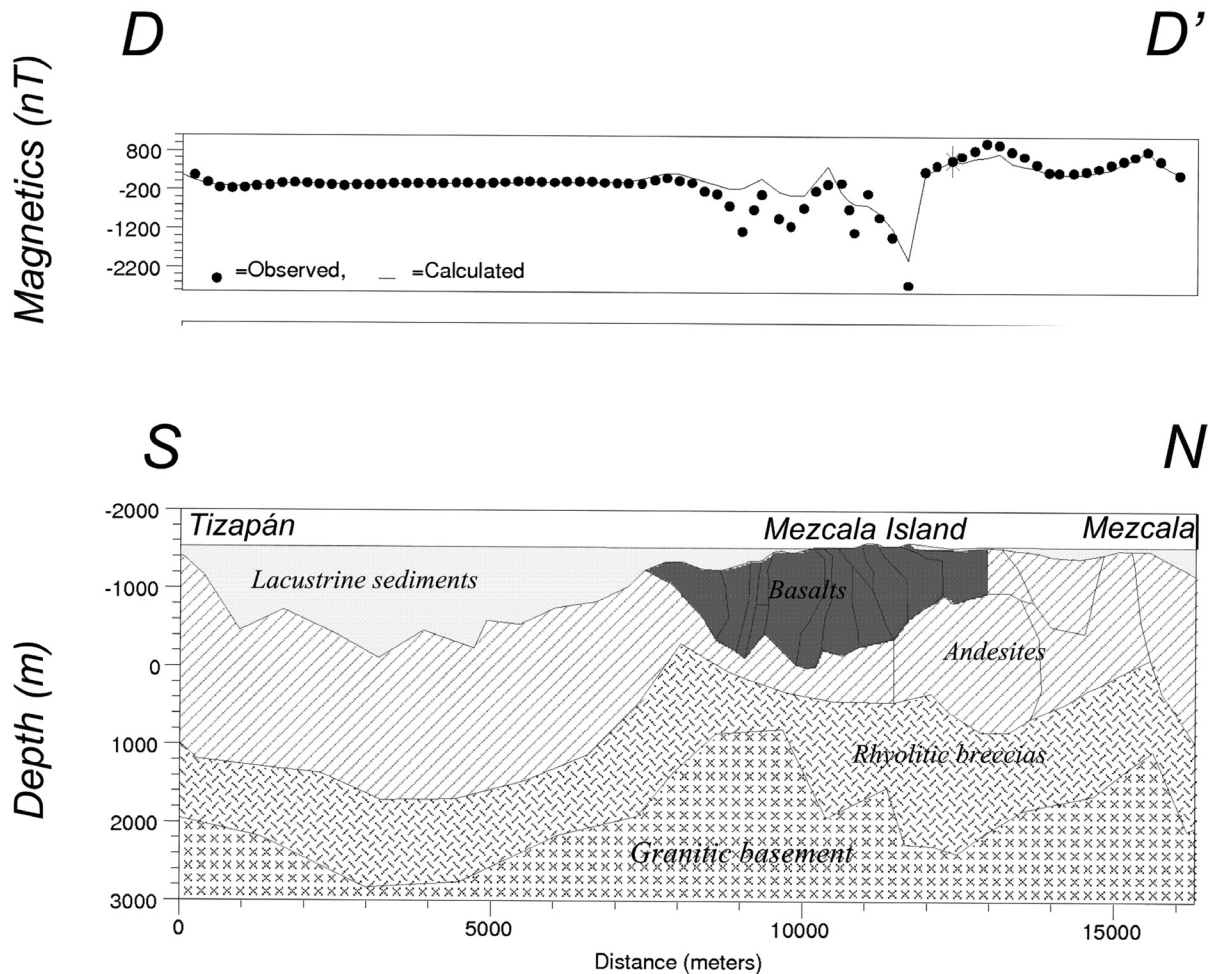 D D’
Magnetics (nT)
800
-200
-1200
-2200
=Observed, — =Calculated
S N
Depth (m)
-2000
-1000
0
1000
2000
3000
Tizapán Mezcala Island Mezcala
Lacustrine sediments
Basalts
Andesites
Rhyolitic breccias
Granitic basement
0 5000 10000 15000
Distance (meters)